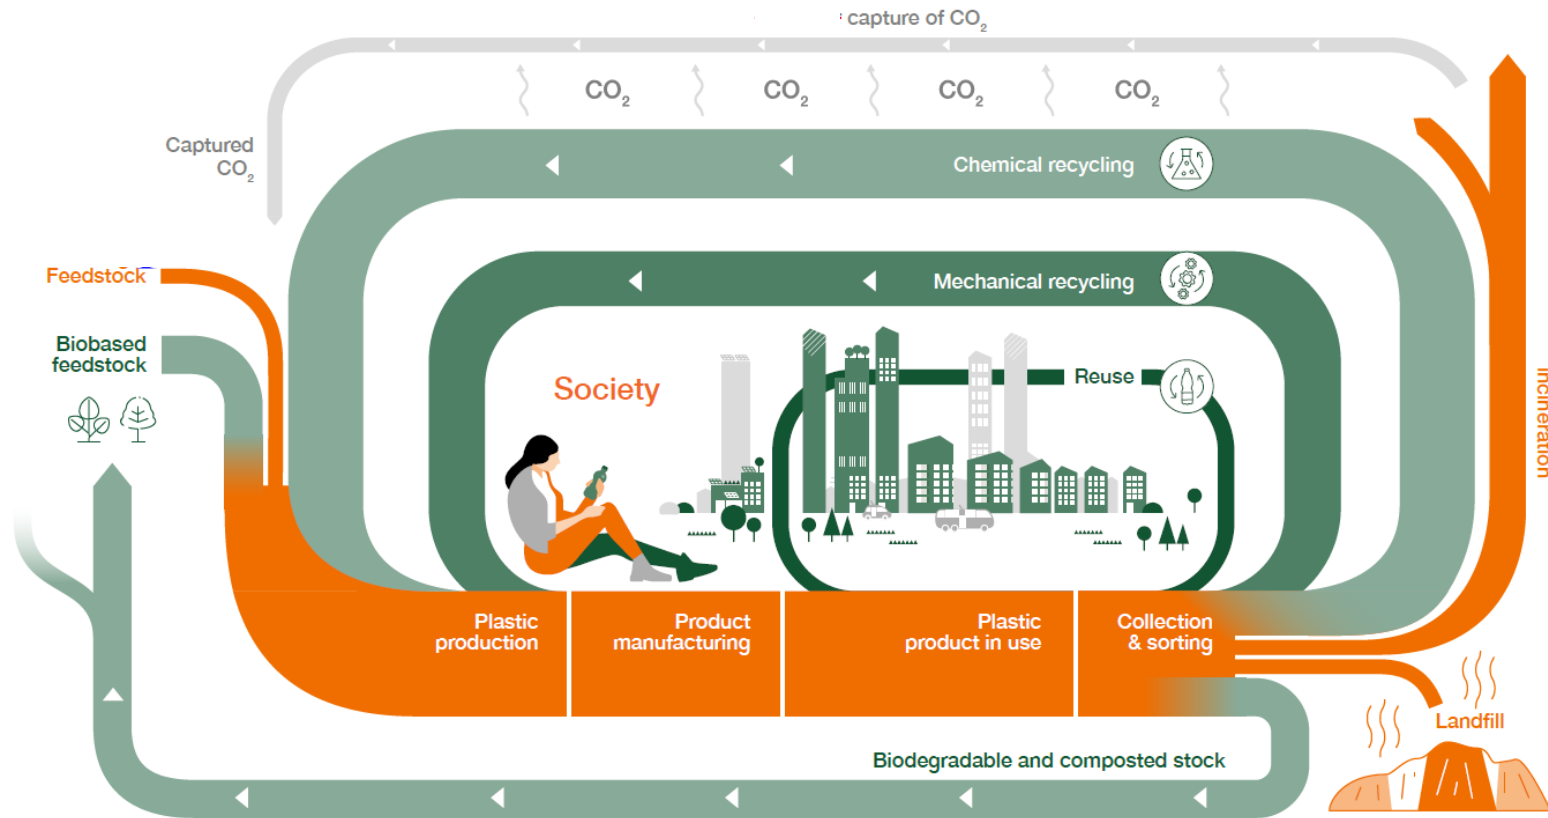 capture of CO₂
CO₂
CO₂
CO₂
CO₂
Captured
CO₂
Chemical recycling
Feedstock
Mechanical recycling
Biobased
feedstock
Society
Reuse
Incineration
Plastic
production
Product
manufacturing
Plastic
product in use
Collection
& sorting
Landfill
Biodegradable and composted stock